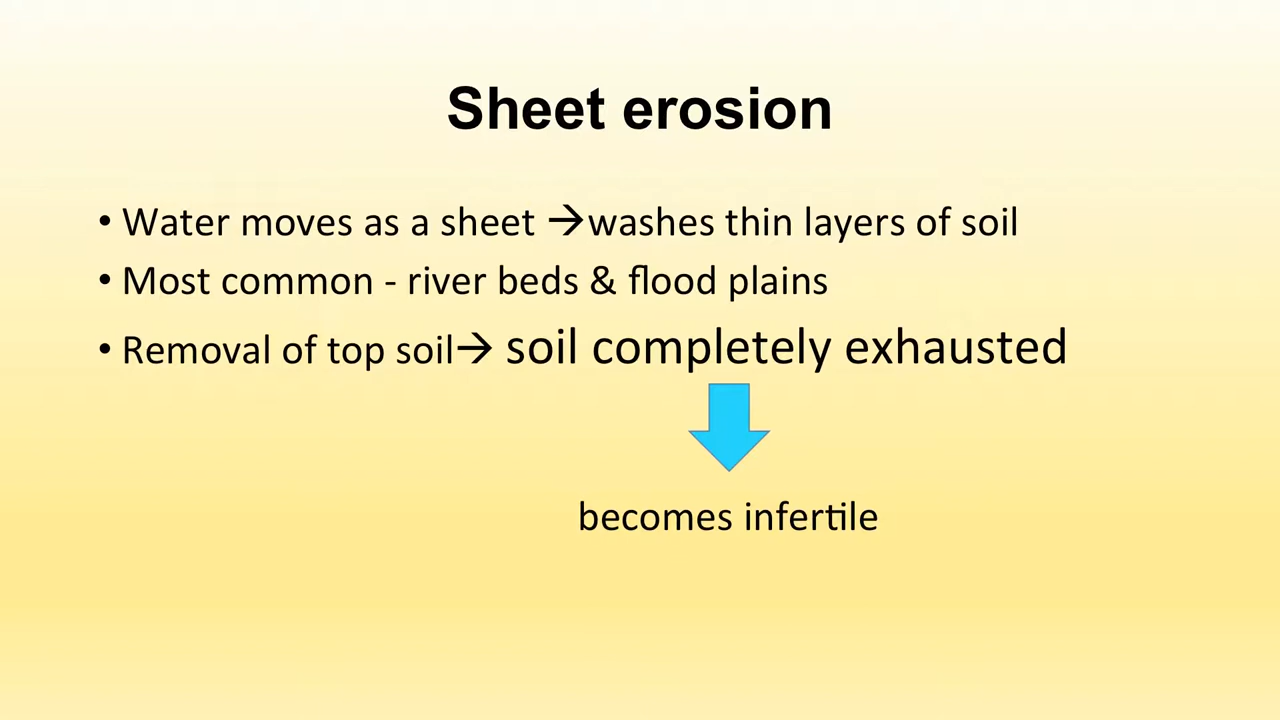 Sheet erosion
• Water moves as a sheet →washes thin layers of soil
• Most common - river beds & flood plains
• Removal of top soil→ soil completely exhausted
becomes infertile